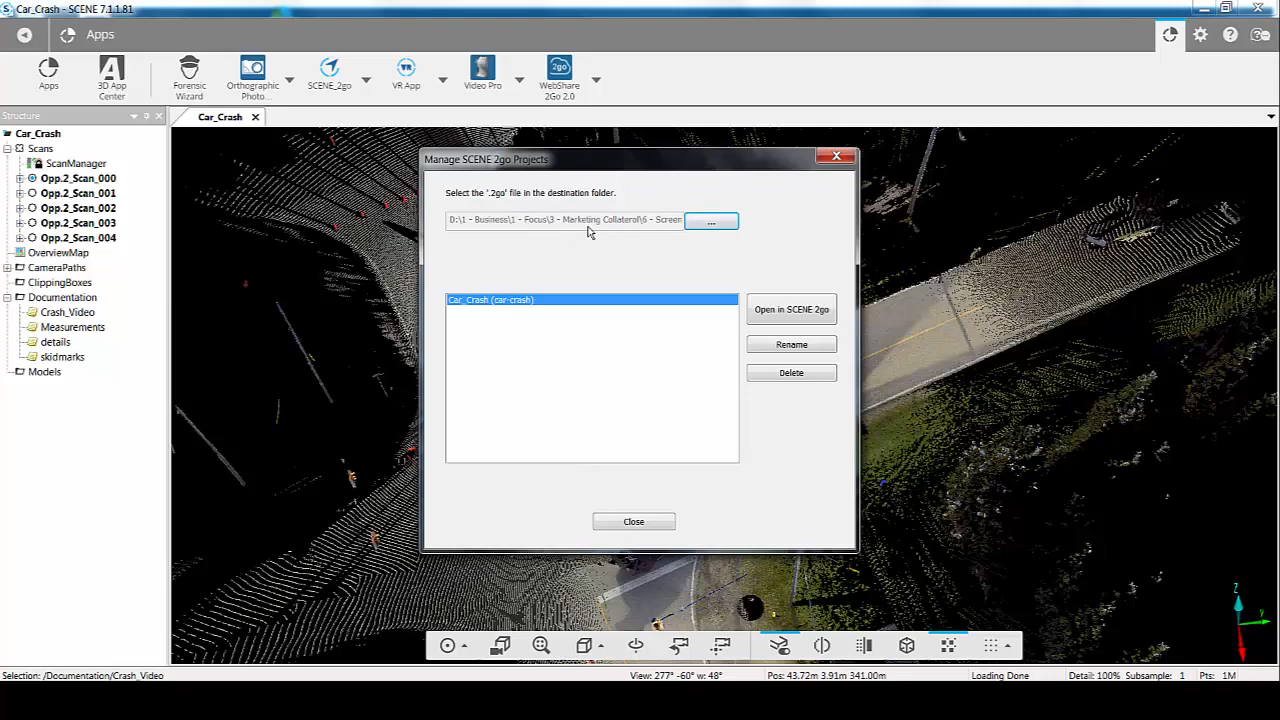 Car_Crash - SCENE 7.1.1.81
Apps
Apps
3D App Center
Forensic Wizard
Orthographic Photo...
SCENE_2go
VR App
Video Pro
2go
WebShare 2Go 2.0
Structure
Car_Crash
Car_Crash
Scans
ScanManager
Opp.2_Scan_000
Opp.2_Scan_001
Opp.2_Scan_002
Opp.2_Scan_003
Opp.2_Scan_004
OverviewMap
CameraPaths
ClippingBoxes
Documentation
Crash_Video
Measurements
details
skidmarks
Models
Manage SCENE 2go Projects
Select the '.2go' file in the destination folder.
D:\1 - Business\1 - Focus\3 - Marketing Collaterol\6 - Screen
...
Car_Crash (car-crash)
Open in SCENE 2go
Rename
Delete
Close
Z
Y
Selection: /Documentation/Crash_Video
View: 277° -60° w: 48°
Pos: 43.72m 3.91m 341.00m
Loading Done
Detail: 100%
Subsample: 1
Pts: 1M